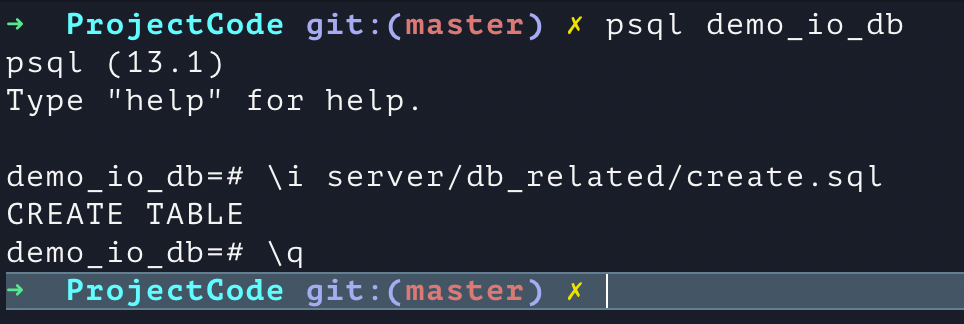 ➜  ProjectCode git:(master) ✗ psql demo_io_db
psql (13.1)
Type "help" for help.

demo_io_db=# \i server/db_related/create.sql
CREATE TABLE
demo_io_db=# \q
➜  ProjectCode git:(master) ✗